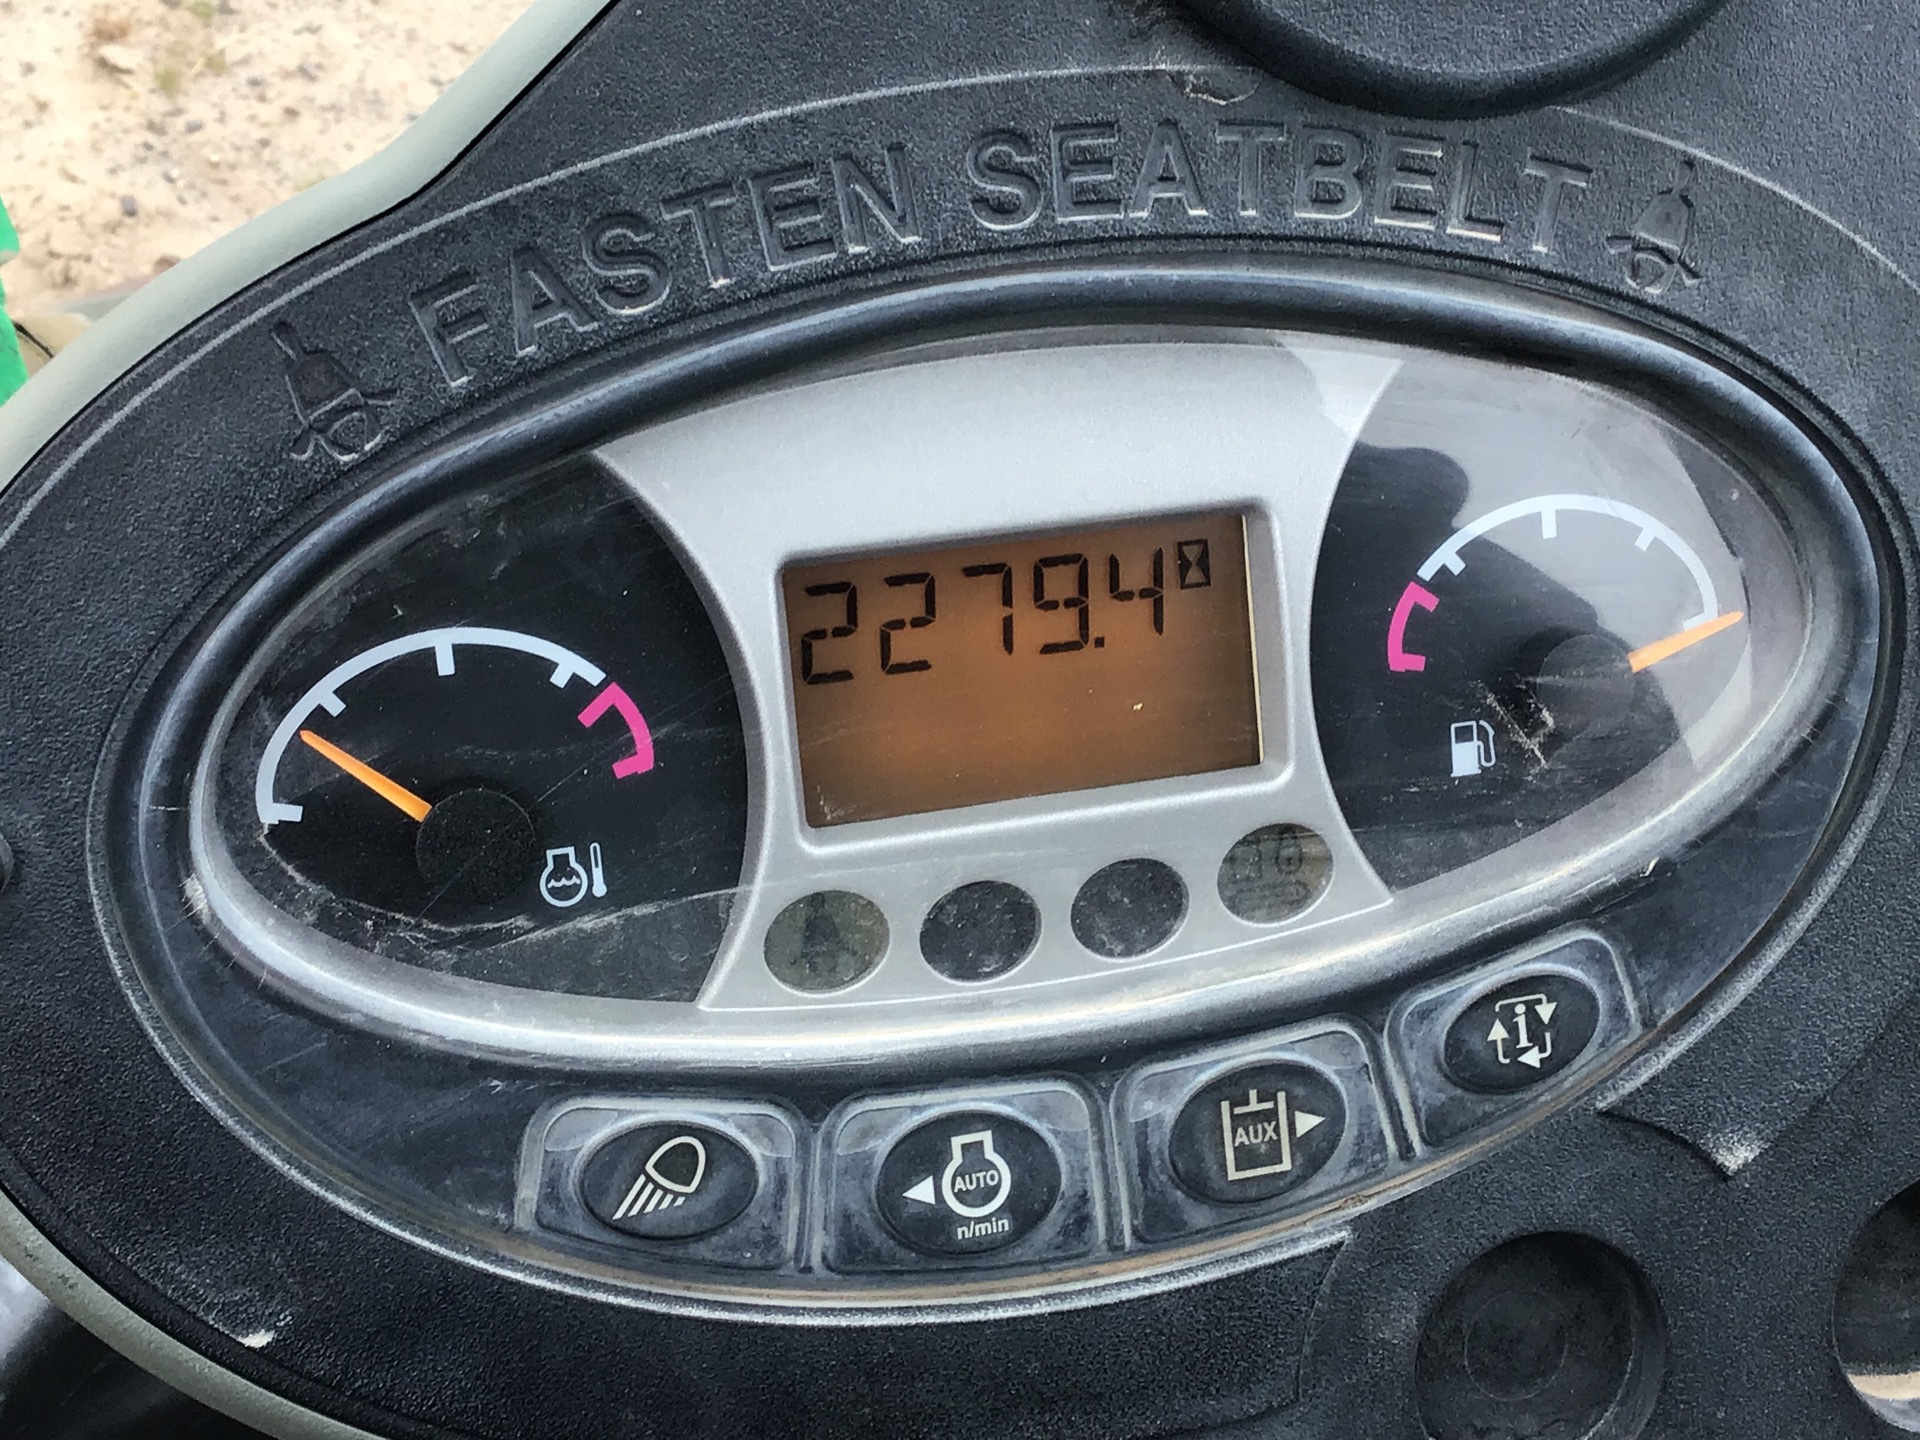 FASTEN SEATBELT
2279.4
AUTO
n/min
AUX
i